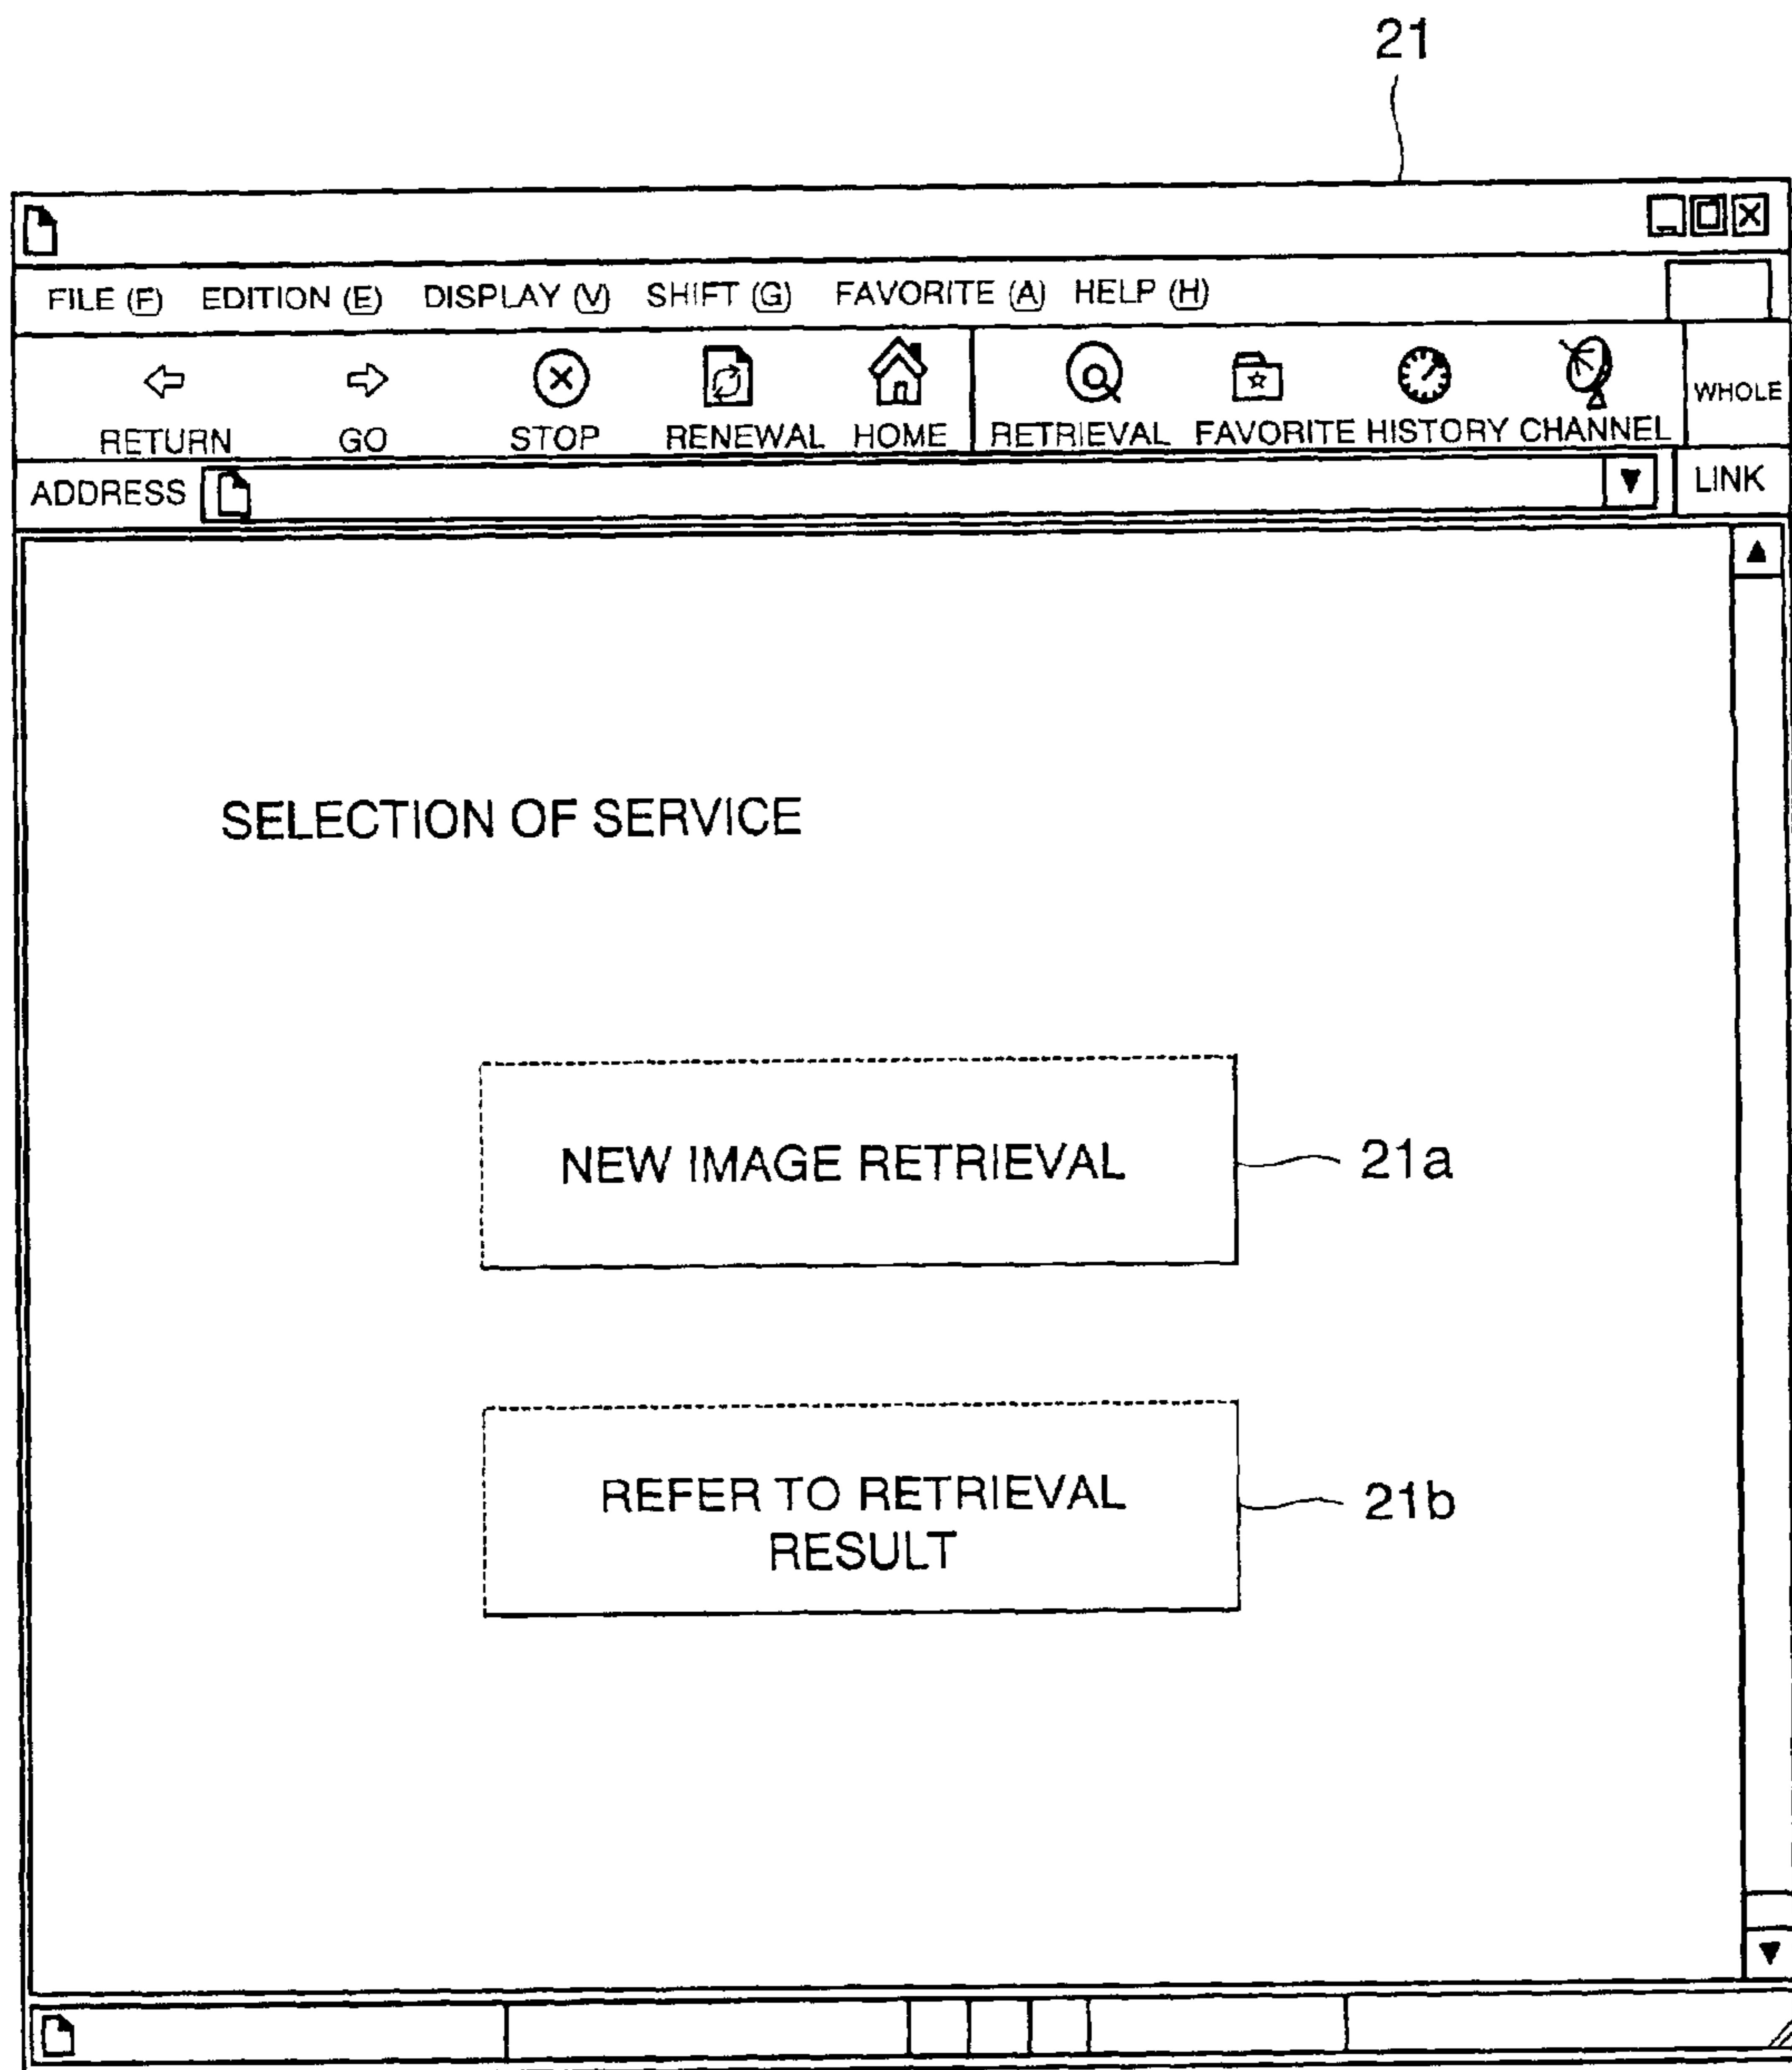 21
FILE (F) EDITION (E) DISPLAY (V) SHIFT (G) FAVORITE (A) HELP (H)
RETURN GO STOP RENEWAL HOME RETRIEVAL FAVORITE HISTORY CHANNEL WHOLE
ADDRESS LINK
SELECTION OF SERVICE
NEW IMAGE RETRIEVAL 21a
REFER TO RETRIEVAL 21b
RESULT